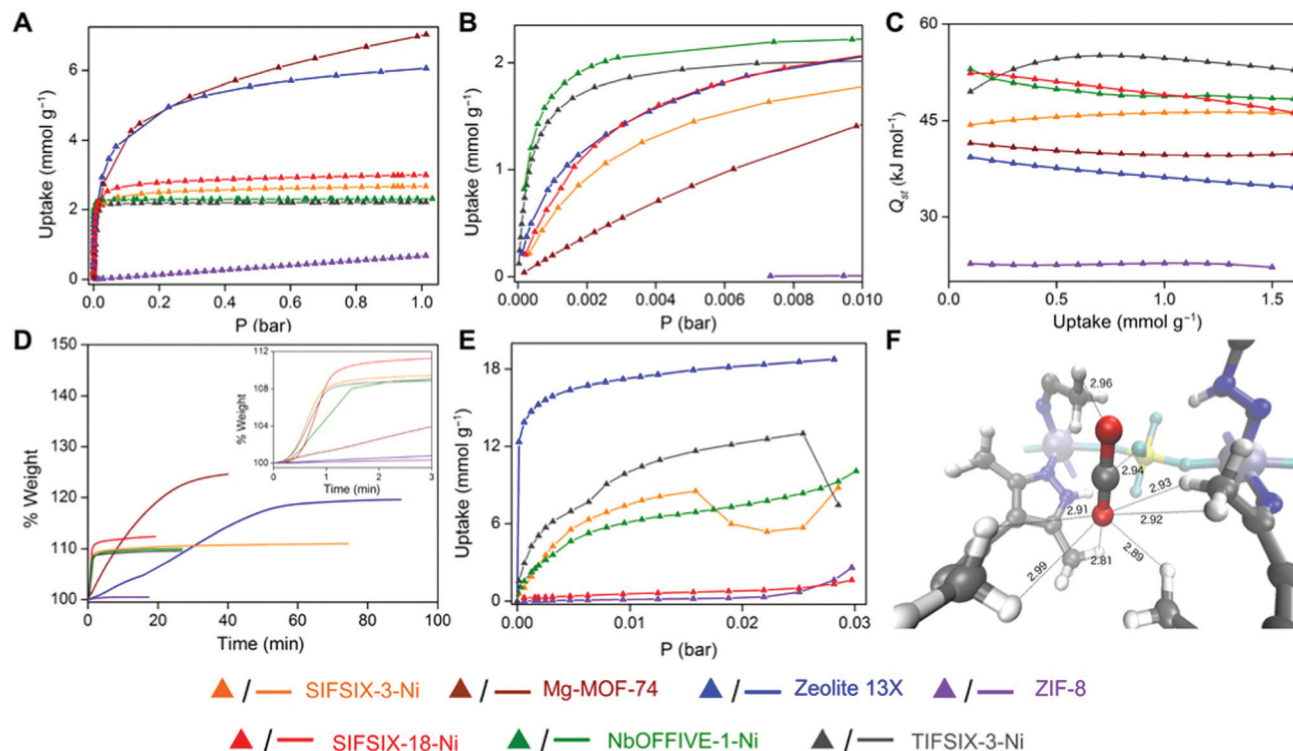 A
B
C
Uptake (mmol g⁻¹)
6
4
2
0
0.0 0.2 0.4 0.6 0.8 1.0
P (bar)
Uptake (mmol g⁻¹)
2
1
0
0.000 0.002 0.004 0.006 0.008 0.010
P (bar)
Qst (kJ mol⁻¹)
60
45
30
0.5 1.0 1.5
Uptake (mmol g⁻¹)
D
E
F
% Weight
150
140
130
120
110
100
0 20 40 60 80 100
Time (min)
% Weight
112
108
104
100
0 1 2 3
Time (min)
Uptake (mmol g⁻¹)
18
12
6
0
0.00 0.01 0.02 0.03
P (bar)
2.96
2.94
2.93
2.91
2.92
2.99
2.81
2.89
/ SIFSIX-3-Ni / Mg-MOF-74 / Zeolite 13X / ZIF-8
/ SIFSIX-18-Ni / NbOFFIVE-1-Ni / TIFSIX-3-Ni